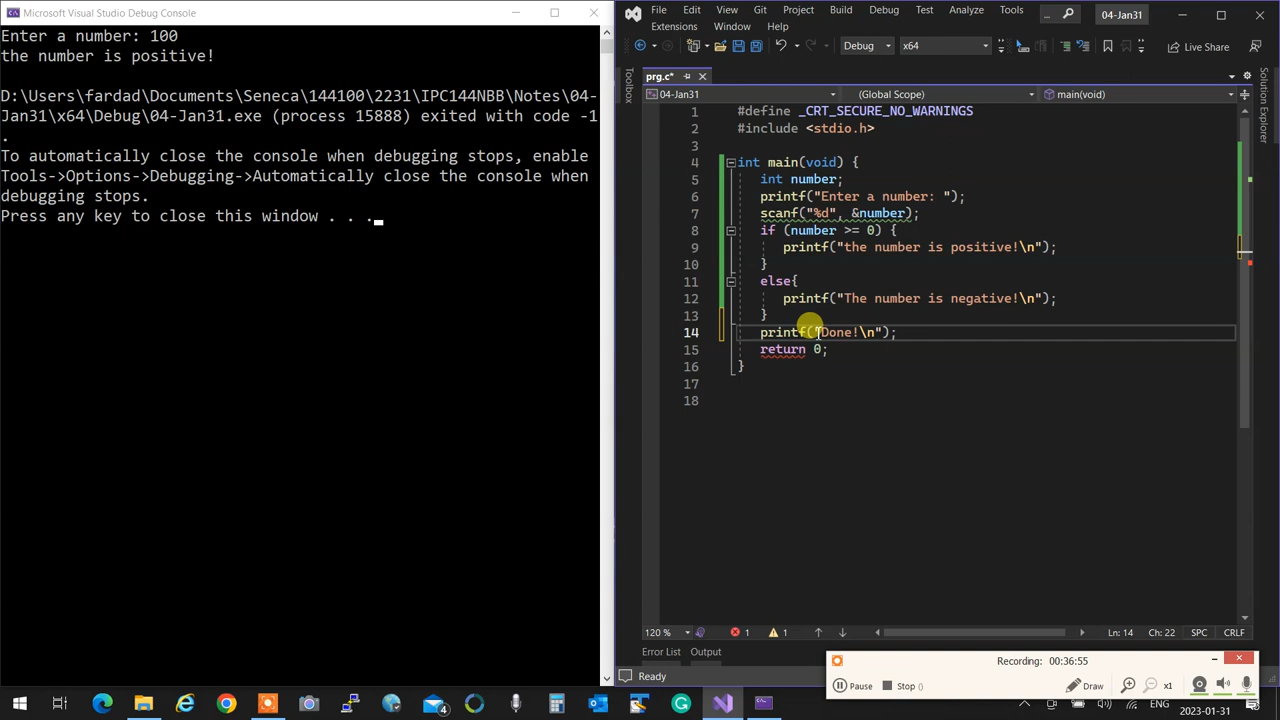 Microsoft Visual Studio Debug Console
Enter a number: 100
the number is positive!
D:\Users\fardad\Documents\Seneca\144100\2231\IPC144NBB\Notes\04-
Jan31\x64\Debug\04-Jan31.exe (process 15888) exited with code -1
.
To automatically close the console when debugging stops, enable
Tools->Options->Debugging->Automatically close the console when
debugging stops.
Press any key to close this window . . .
File Edit View Git Project Build Debug Test Analyze Tools
Extensions Window Help
... 04-Jan31
Debug x64 Live Share
Toolbox
Solution Explorer
prg.c*
04-Jan31 (Global Scope) main(void)
1 #define _CRT_SECURE_NO_WARNINGS
2 #include <stdio.h>
3
4 int main(void) {
5 int number;
6 printf("Enter a number: ");
7 scanf("%d", &number);
8 if (number >= 0) {
9 printf("the number is positive!\n");
10 }
11 else{
12 printf("The number is negative!\n");
13 }
14 printf("Done!\n");
15 return 0;
16 }
17
18
120 % 1 1 Ln: 14 Ch: 22 SPC CRLF
Error List Output
Ready
Recording: 00:36:55
Pause Stop Draw x1
4 ENG 2023-01-31